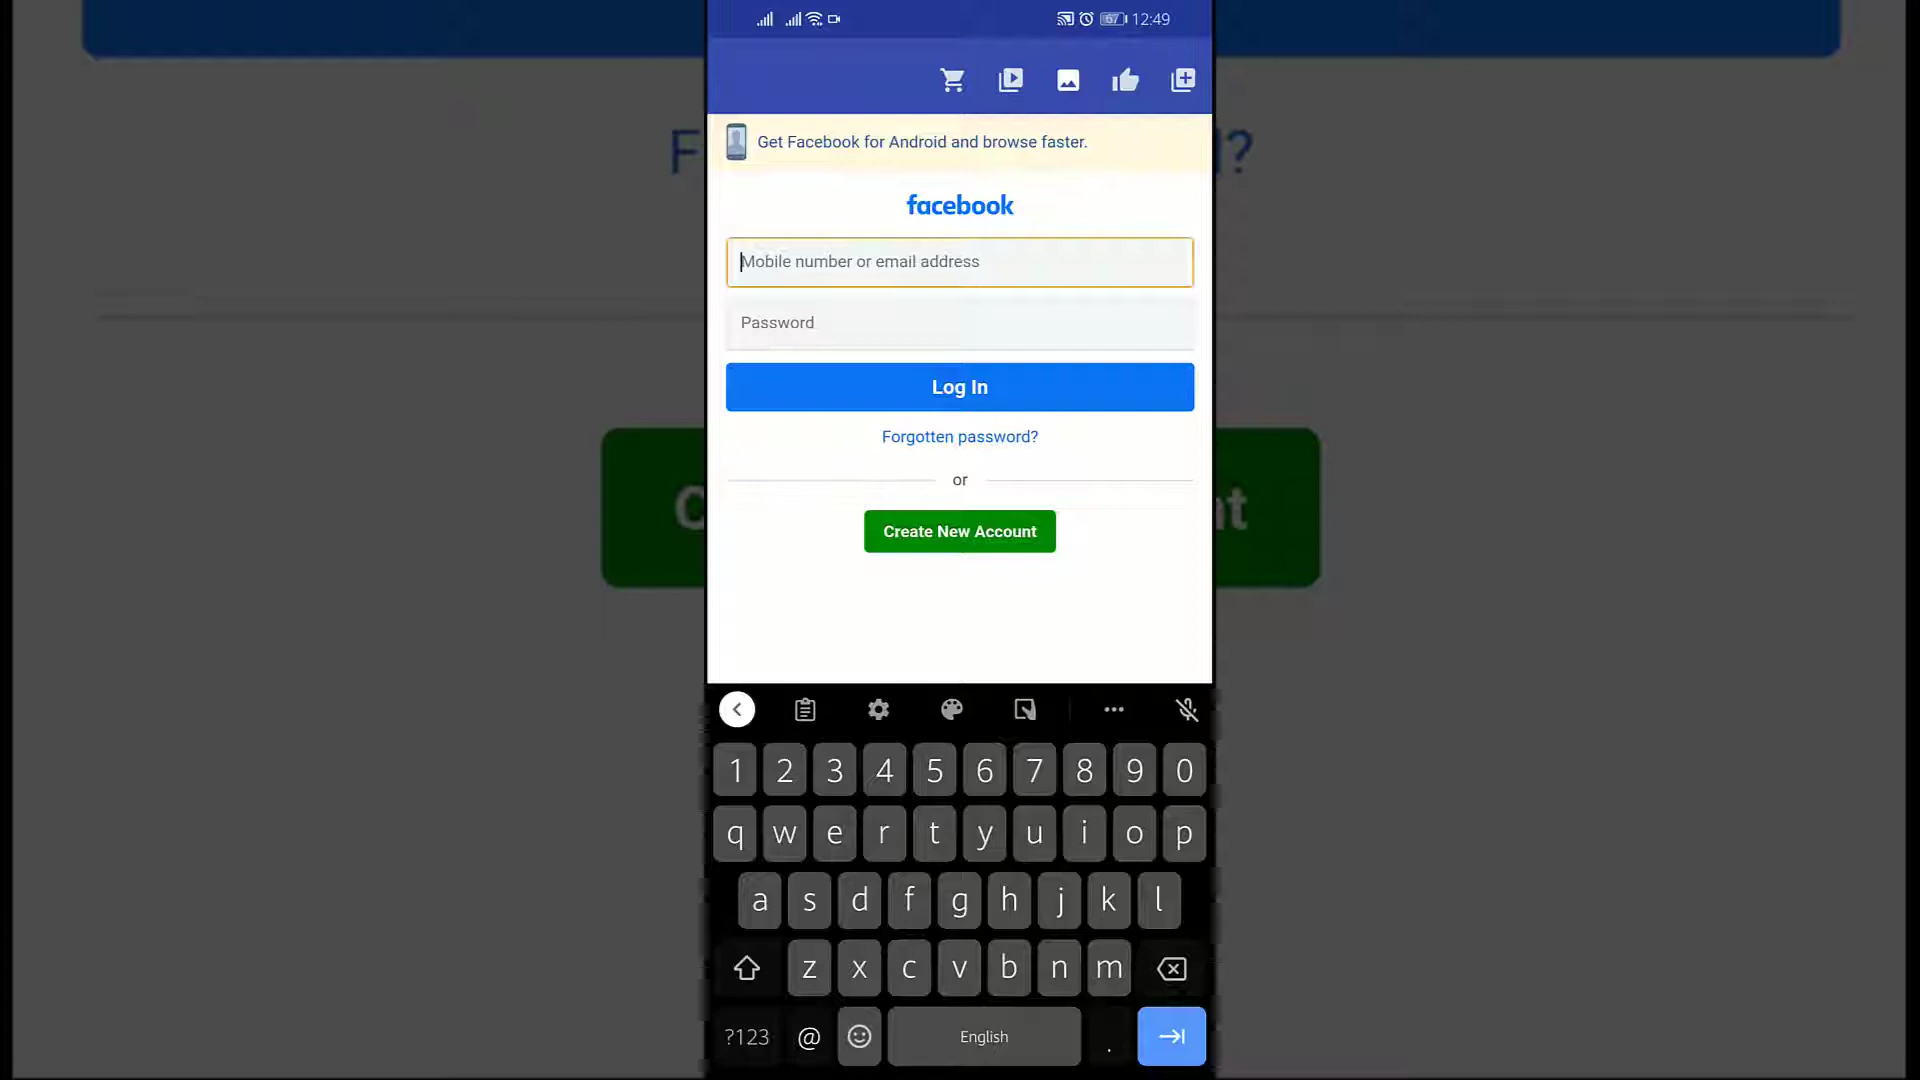 67 12:49
Get Facebook for Android and browse faster.
facebook
Mobile number or email address
Password
Log In
Forgotten password?
or
Create New Account
1 2 3 4 5 6 7 8 9 0
q w e r t y u i o p
a s d f g h j k l
z x c v b n m
?123 @ English .